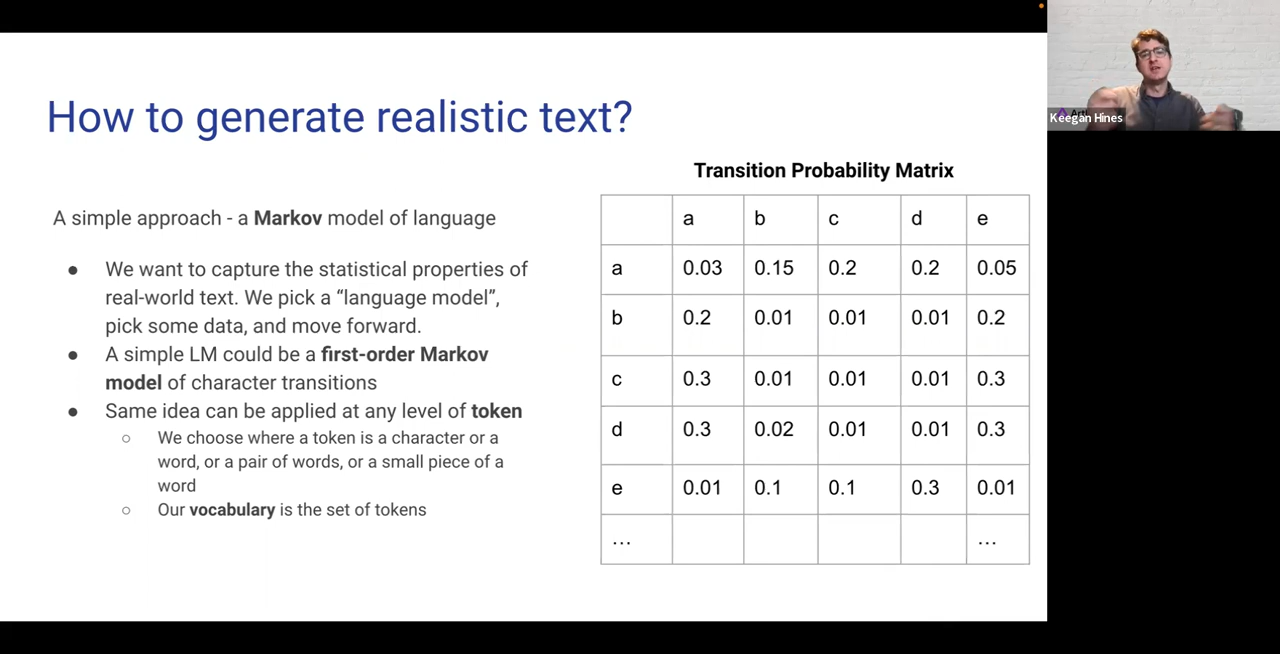 How to generate realistic text?
A simple approach - a Markov model of language
● We want to capture the statistical properties of
real-world text. We pick a “language model”,
pick some data, and move forward.
● A simple LM could be a first-order Markov
model of character transitions
● Same idea can be applied at any level of token
○ We choose where a token is a character or a
word, or a pair of words, or a small piece of a
word
○ Our vocabulary is the set of tokens
Transition Probability Matrix
a b c d e
a 0.03 0.15 0.2 0.2 0.05
b 0.2 0.01 0.01 0.01 0.2
c 0.3 0.01 0.01 0.01 0.3
d 0.3 0.02 0.01 0.01 0.3
e 0.01 0.1 0.1 0.3 0.01
... ...
Keegan Hines